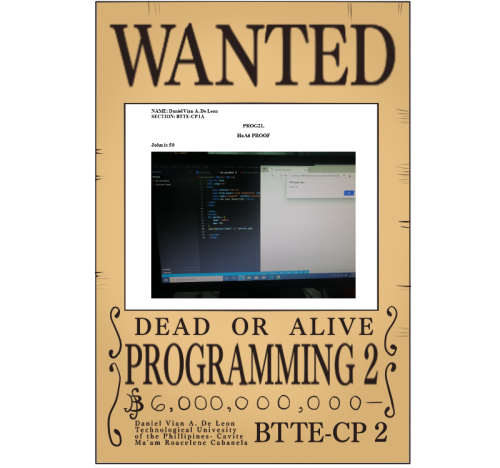 WANTED
NAME: Daniel Vian A. De Leon
SECTION: BTTE-CP1A
PROG2L
HoA6 PROOF
John is 50
DEAD OR ALIVE
PROGRAMMING 2
฿6,000,000,000—
Daniel Vian A. De Leon
Technological Univesity
of the Phillipines- Cavite
Ma'am Roacelene Cabanela
BTTE-CP 2